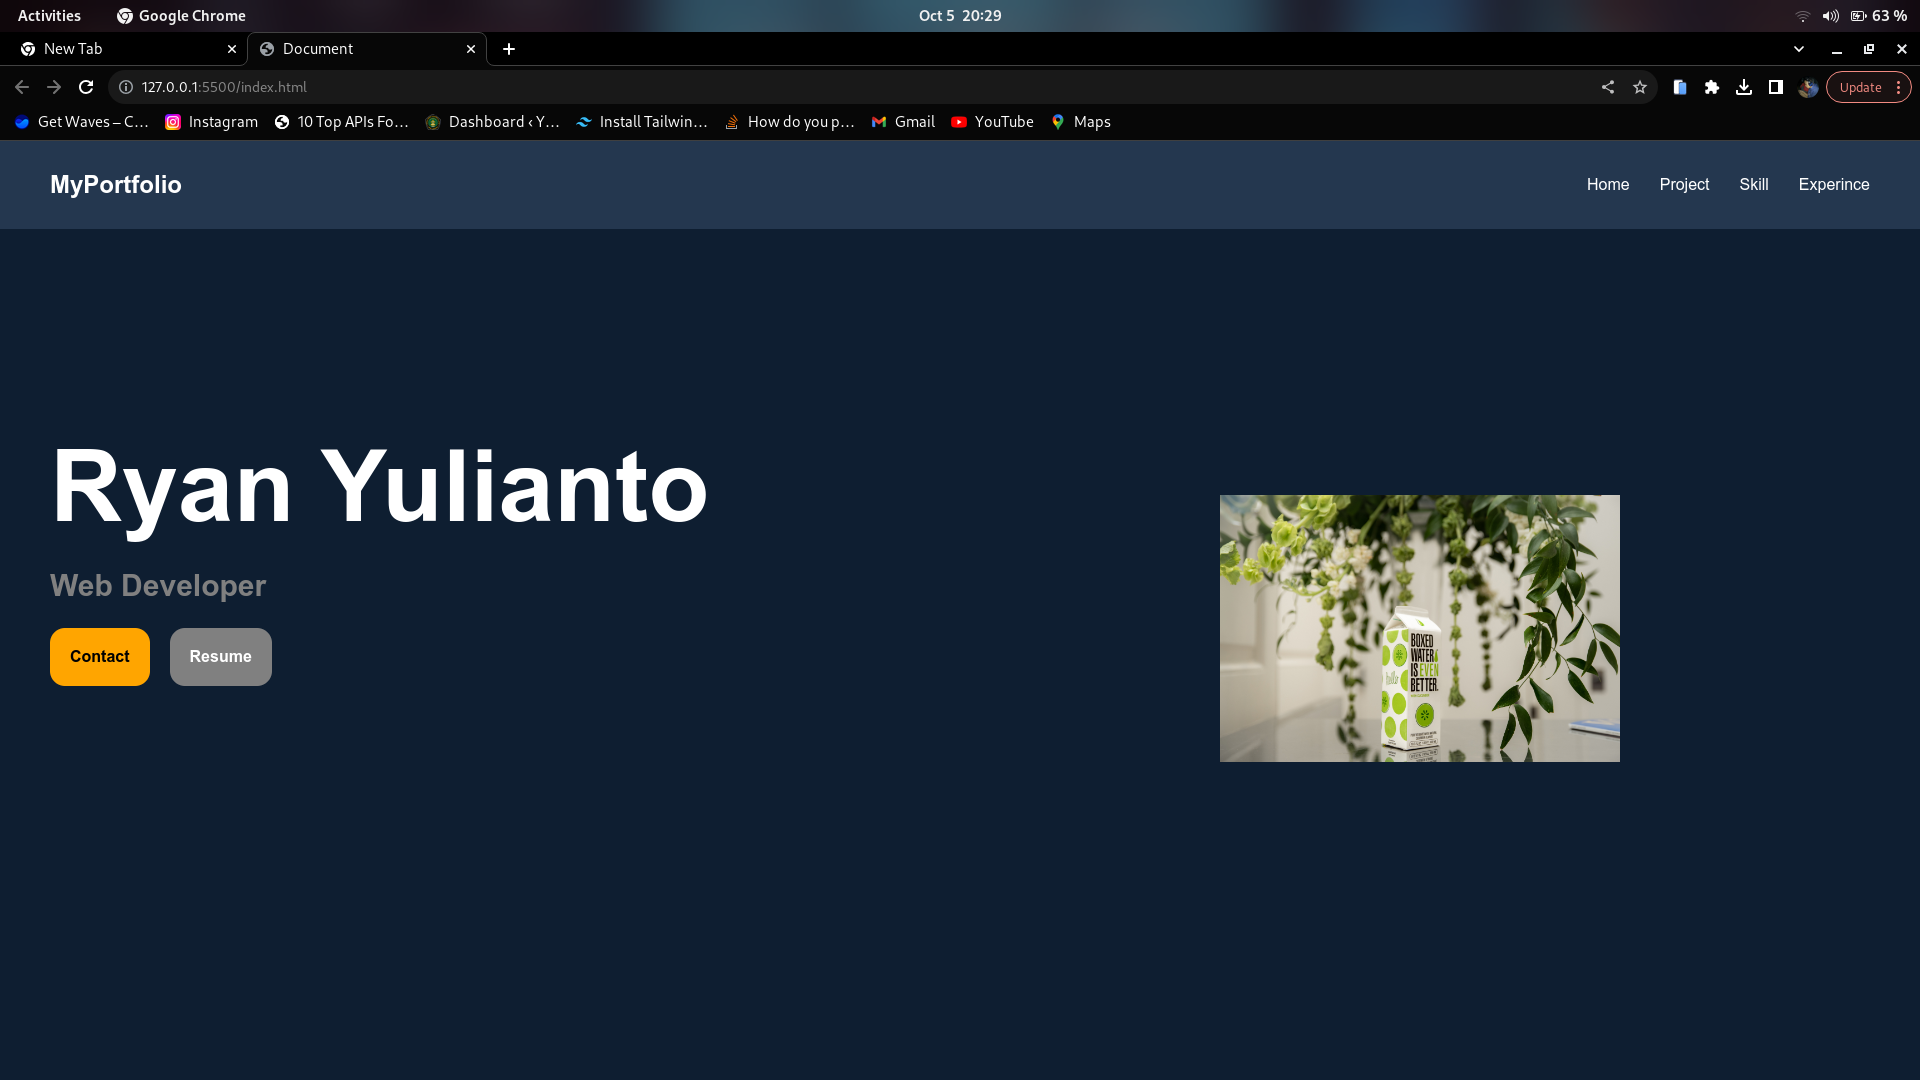 Activities Google Chrome Oct 5 20:29 63 %
New Tab Document
127.0.0.1:5500/index.html Update
Get Waves – C... Instagram 10 Top APIs Fo... Dashboard ‹ Y... Install Tailwin... How do you p... Gmail YouTube Maps
MyPortfolio Home Project Skill Experince
Ryan Yulianto
Web Developer
Contact Resume
BOXED
WATER
IS EVEN
BETTER.